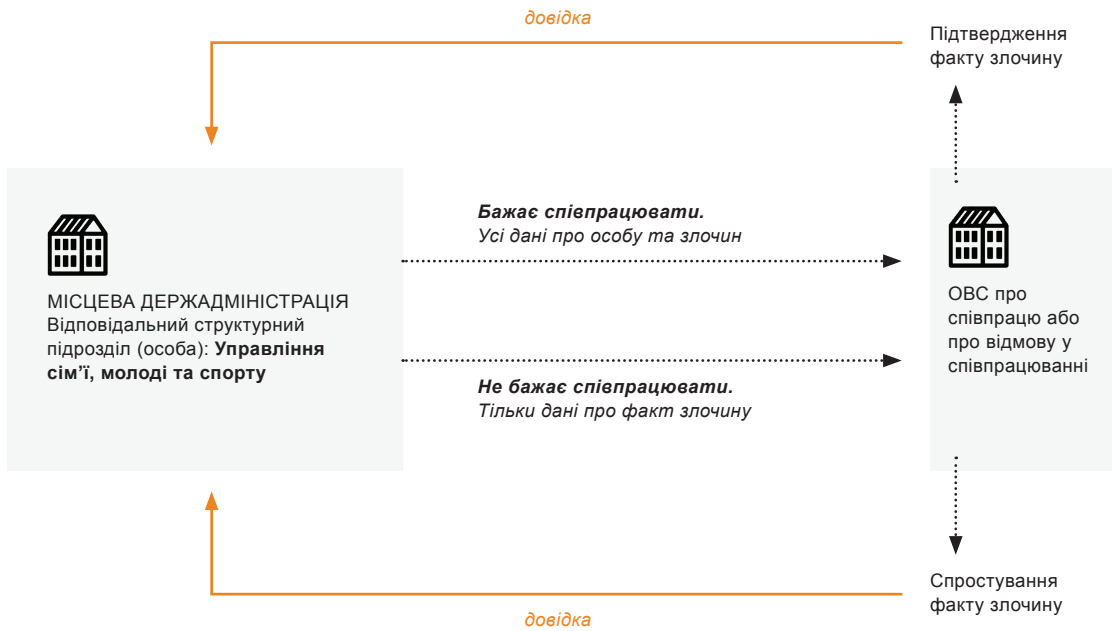 довідка
Підтвердження
факту злочину
Бажає співпрацювати.
Усі дані про особу та злочин
МІСЦЕВА ДЕРЖАДМІНІСТРАЦІЯ
Відповідальний структурний
підрозділ (особа): Управління
сім’ї, молоді та спорту
ОВС про
співпрацю або
про відмову у
співпрацюванні
Не бажає співпрацювати.
Тільки дані про факт злочину
Спростування
факту злочину
довідка